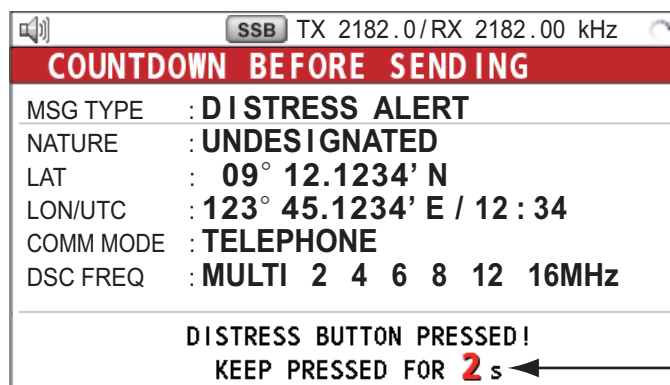 SSB TX 2182.0/RX 2182.00 kHz
COUNTDOWN BEFORE SENDING
MSG TYPE : DISTRESS ALERT
NATURE : UNDESIGNATED
LAT : 09° 12.1234’ N
LON/UTC : 123° 45.1234’ E / 12 : 34
COMM MODE : TELEPHONE
DSC FREQ : MULTI 2 4 6 8 12 16MHz
DISTRESS BUTTON PRESSED!
KEEP PRESSED FOR 2 s